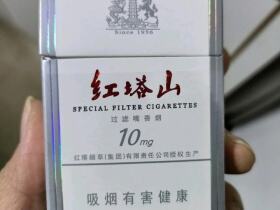 Since 1956
红塔山
SPECIAL FILTER CIGARETTES
过滤嘴香烟
10mg
红塔烟草(集团)有限责任公司授权生产
吸烟有害健康